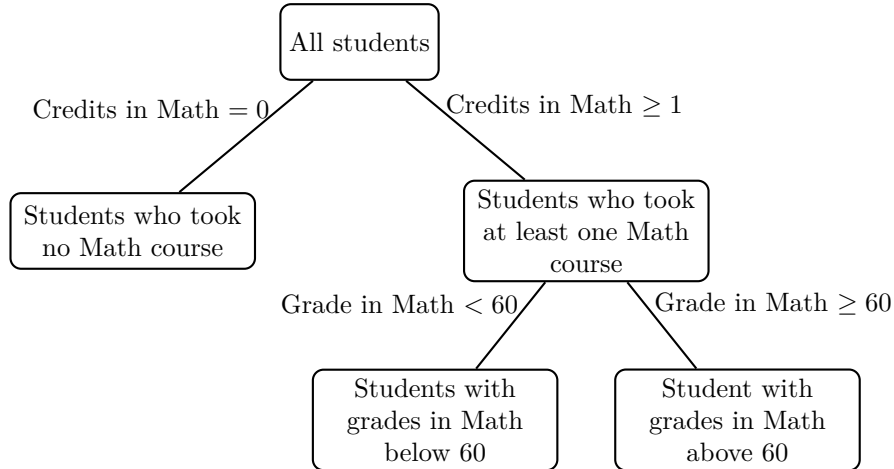 All students
Credits in Math = 0
Credits in Math ≥ 1
Students who took
no Math course
Students who took
at least one Math
course
Grade in Math < 60
Grade in Math ≥ 60
Students with
grades in Math
below 60
Student with
grades in Math
above 60